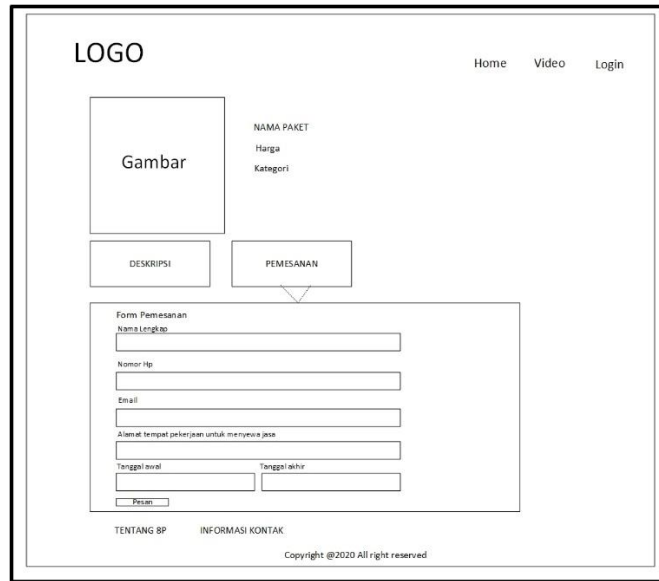 LOGO
Home Video Login
Gambar
NAMA PAKET
Harga
Kategori
DESKRIPSI PEMESANAN
Form Pemesanan
Nama Lengkap
Nomor Hp
Email
Alamat tempat pekerjaan untuk menyewa jasa
Tanggal awal Tanggal akhir
Pesan
TENTANG 8P INFORMASI KONTAK
Copyright @2020 All right reserved